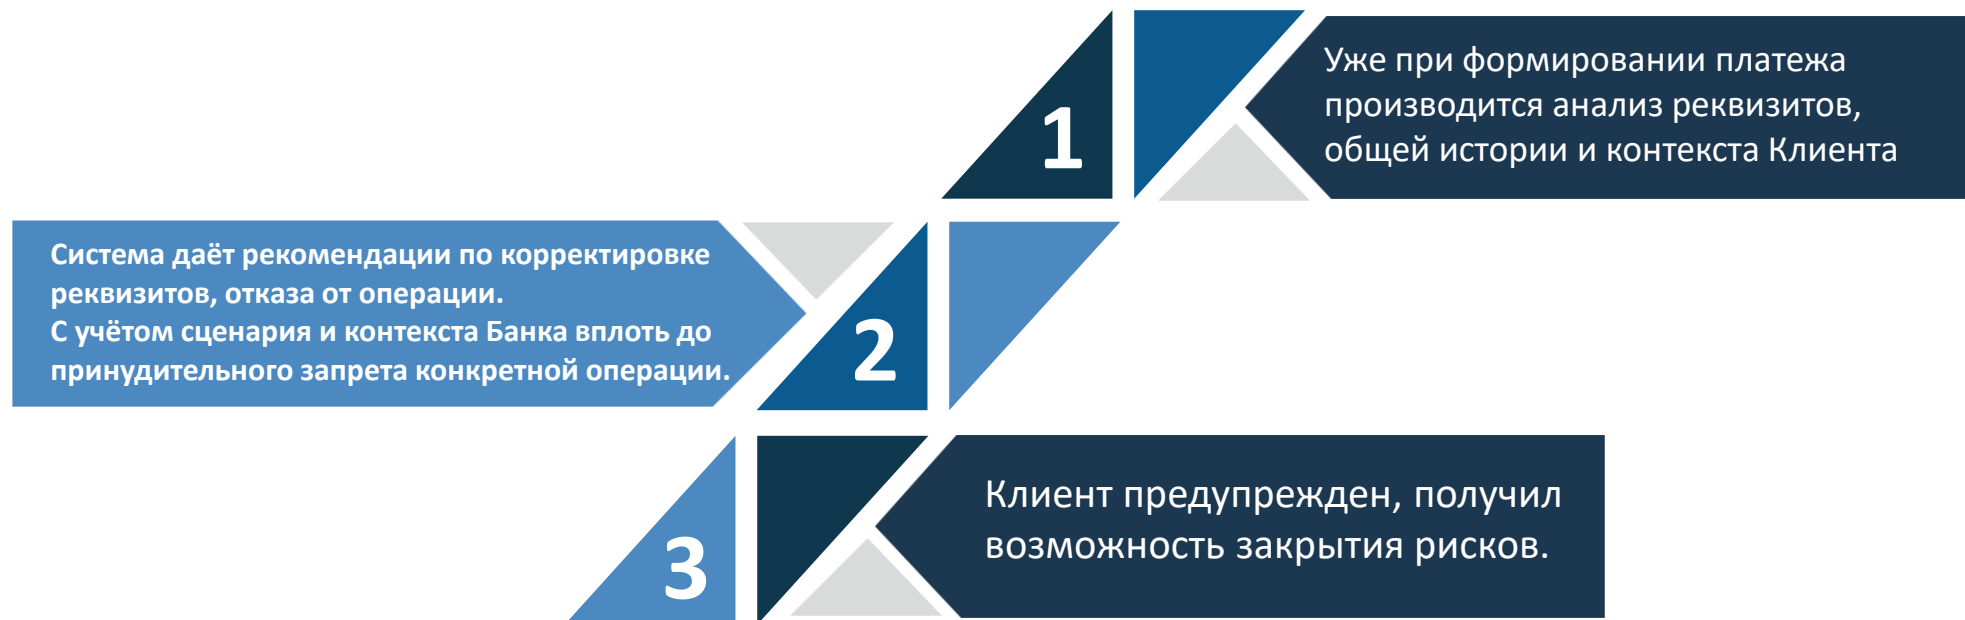 1
Уже при формировании платежа
производится анализ реквизитов,
общей истории и контекста Клиента
Система даёт рекомендации по корректировке
реквизитов, отказа от операции.
С учётом сценария и контекста Банка вплоть до
принудительного запрета конкретной операции.
2
3
Клиент предупрежден, получил
возможность закрытия рисков.